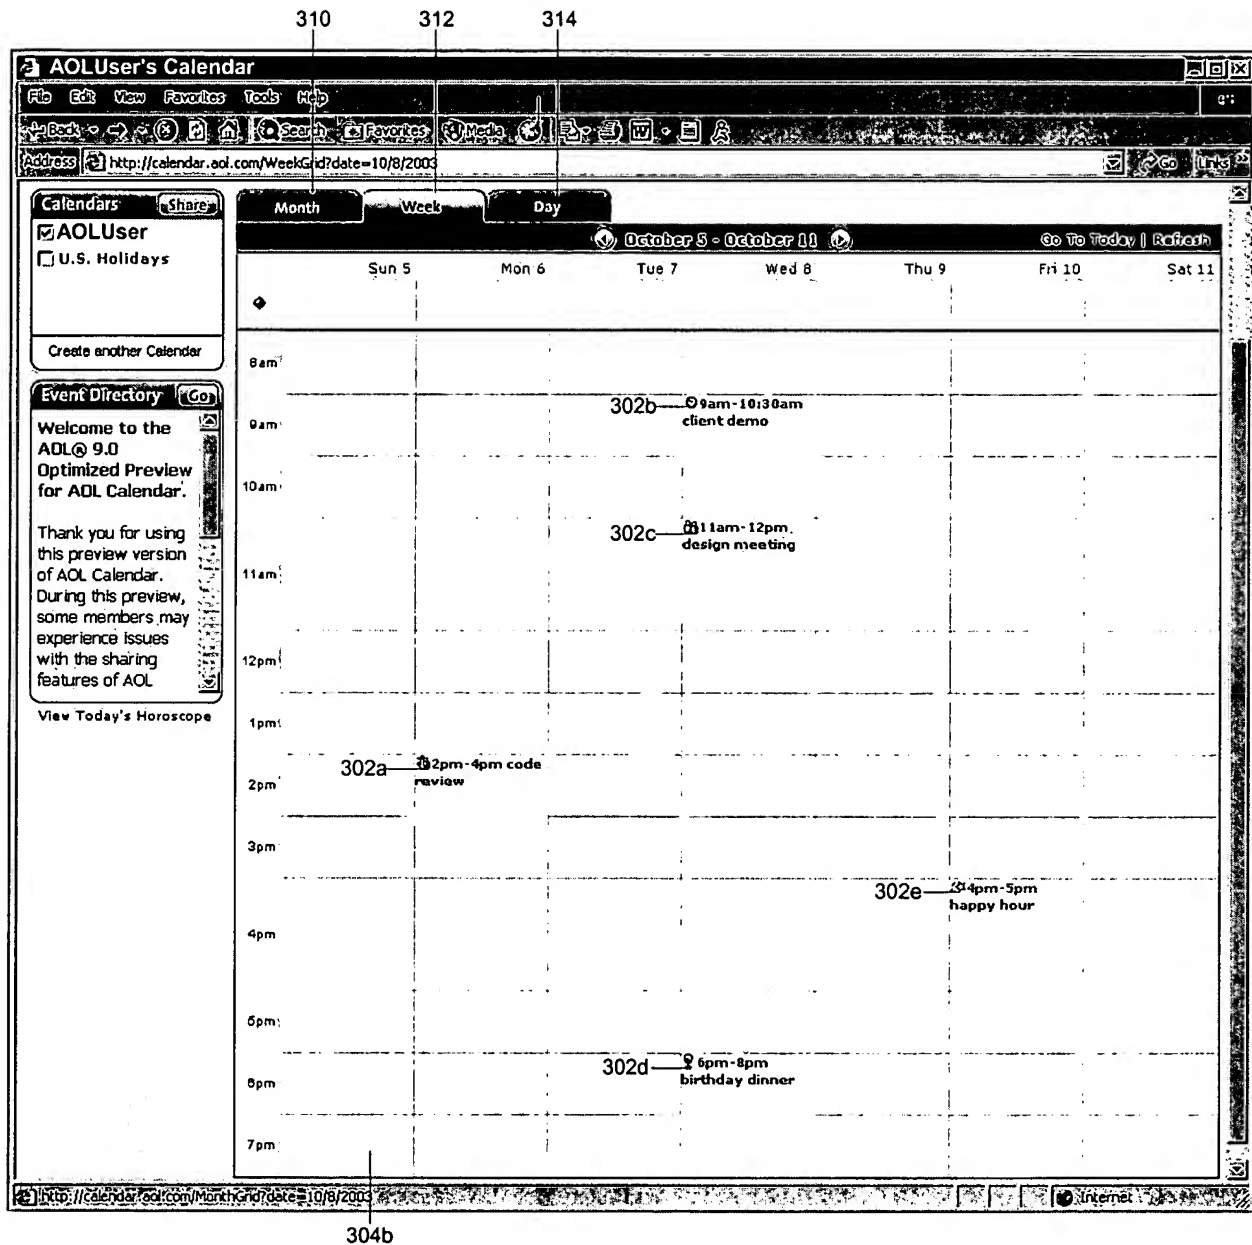 310 312 314
AOLUser's Calendar
File Edit View Favorites Tools Help
Back Search Favorites Media
Address http://calendar.aol.com/WeekGrid?date=10/8/2003 Go Links »
Calendars Share
AOLUser
U.S. Holidays
Create another Calendar
Event Directory Go
Welcome to the
AOL® 9.0
Optimized Preview
for AOL Calendar.
Thank you for using
this preview version
of AOL Calendar.
During this preview,
some members may
experience issues
with the sharing
features of AOL
View Today's Horoscope
Month Week Day
October 5 - October 11 Go To Today | Refresh
Sun 5 Mon 6 Tue 7 Wed 8 Thu 9 Fri 10 Sat 11
8am
302b 9am-10:30am
client demo
9am
10am
302c 11am-12pm
design meeting
11am
12pm
1pm
302a 2pm-4pm code
review
2pm
3pm
302e 4pm-5pm
happy hour
4pm
5pm
302d 6pm-8pm
birthday dinner
6pm
7pm
http://calendar.aol.com/MonthGrid?date=10/8/2003 Internet
304b